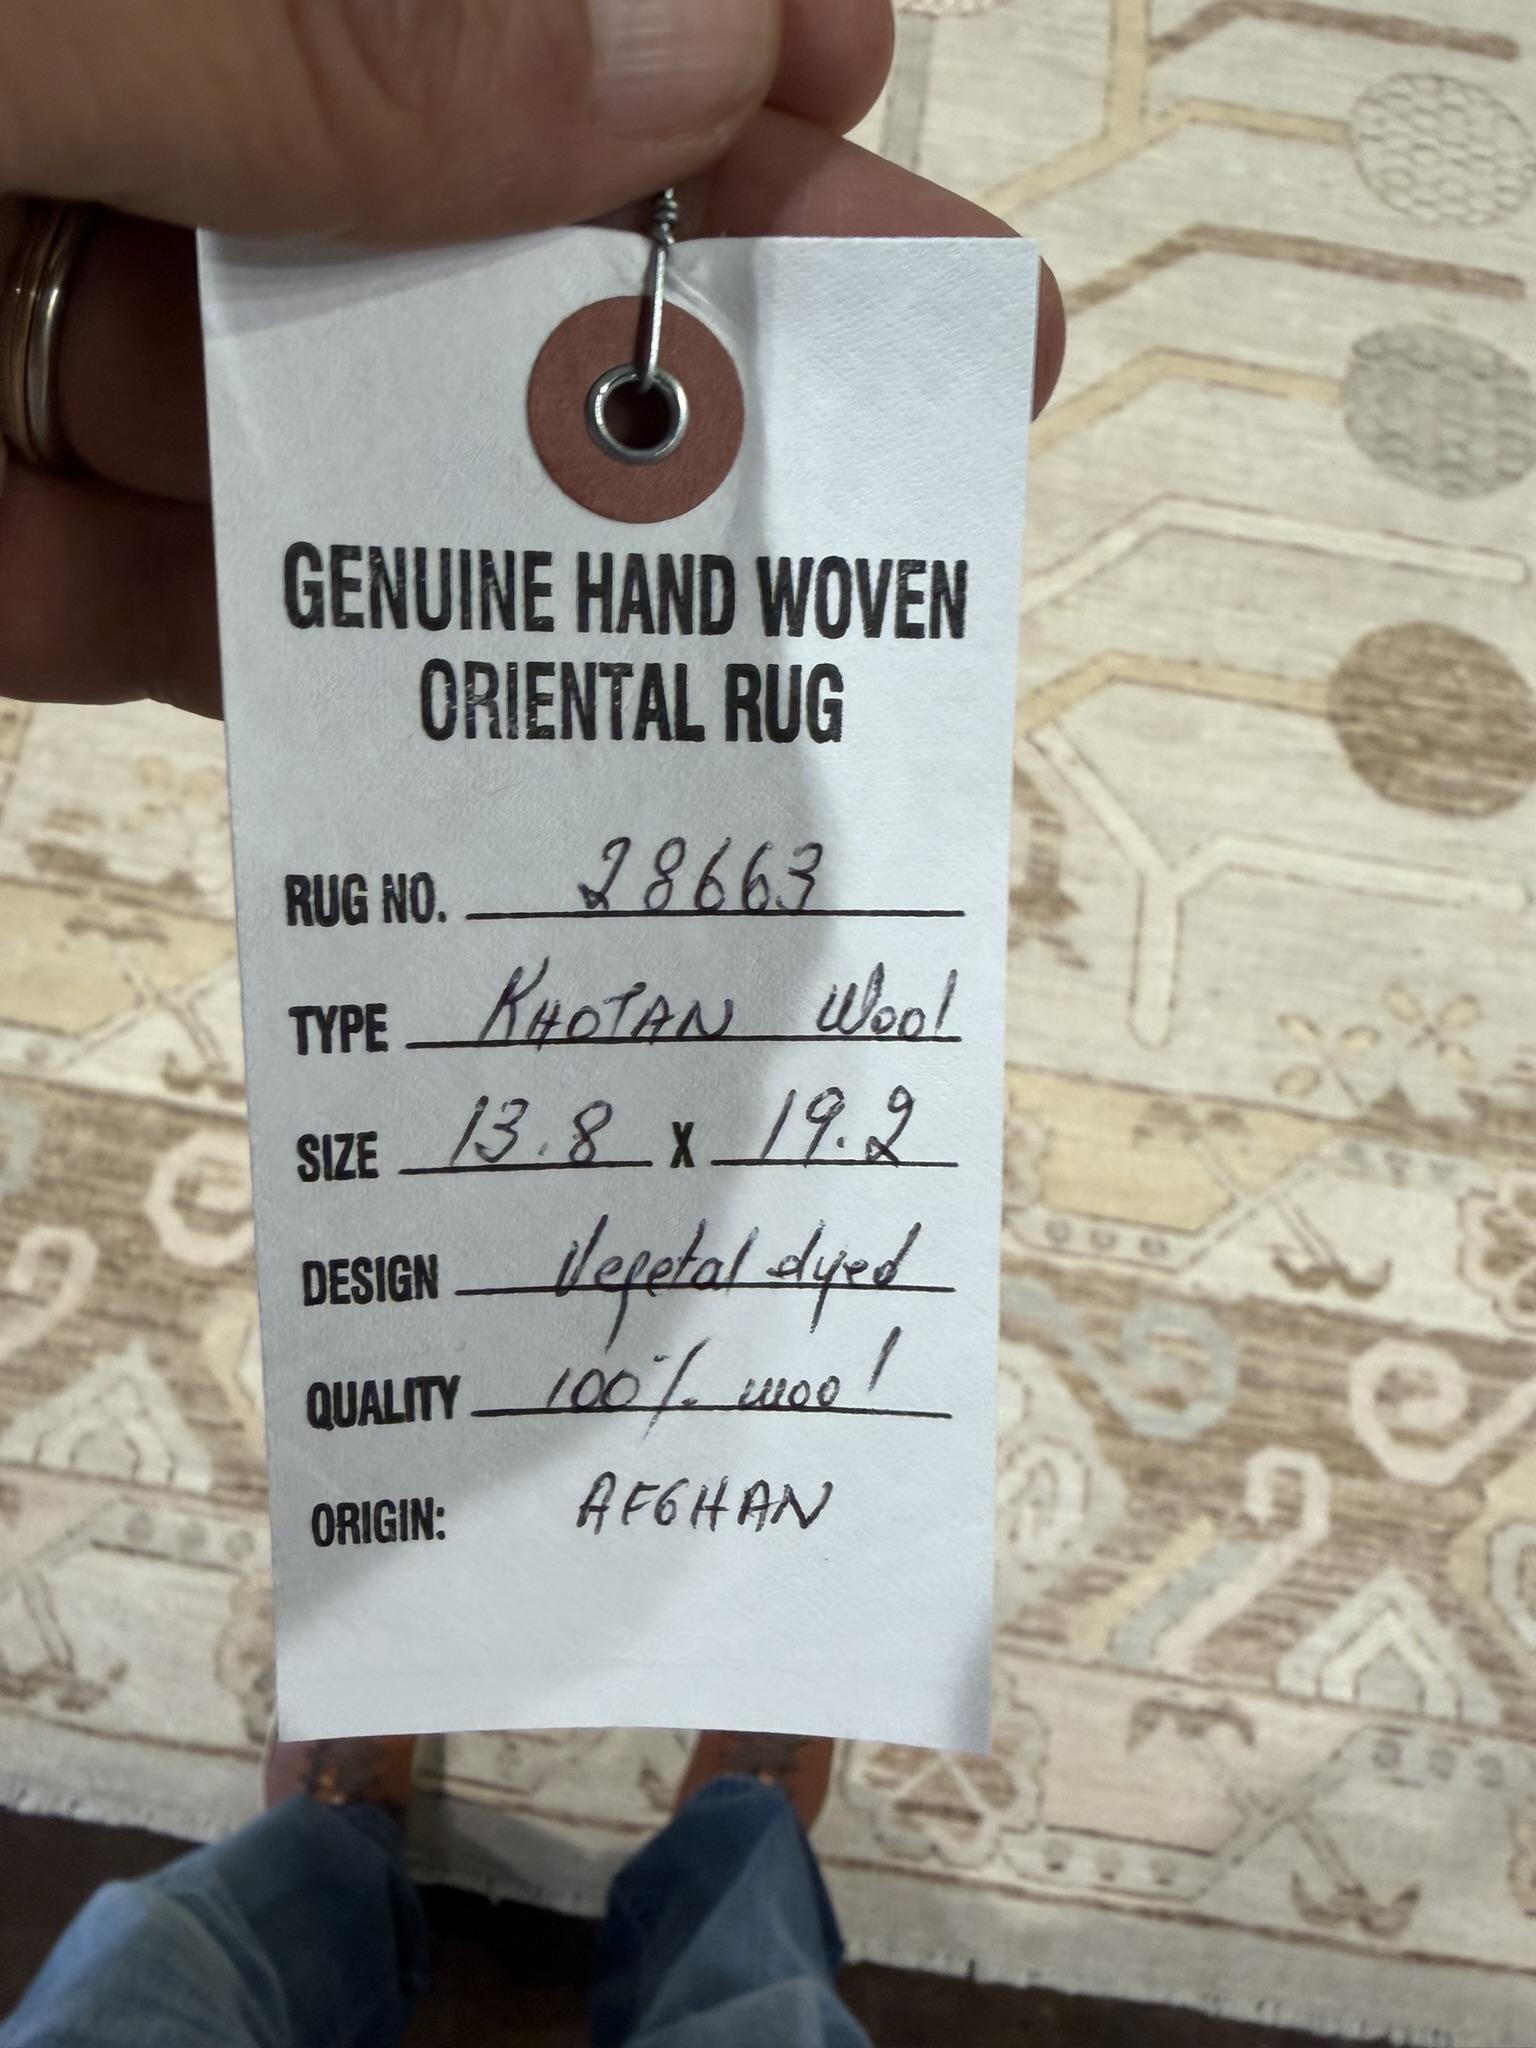 GENUINE HAND WOVEN
ORIENTAL RUG
RUG NO. 28663
TYPE KHOTAN Wool
SIZE 13.8 X 19.2
DESIGN Vegetal dyed
QUALITY 100% wool
ORIGIN: AFGHAN